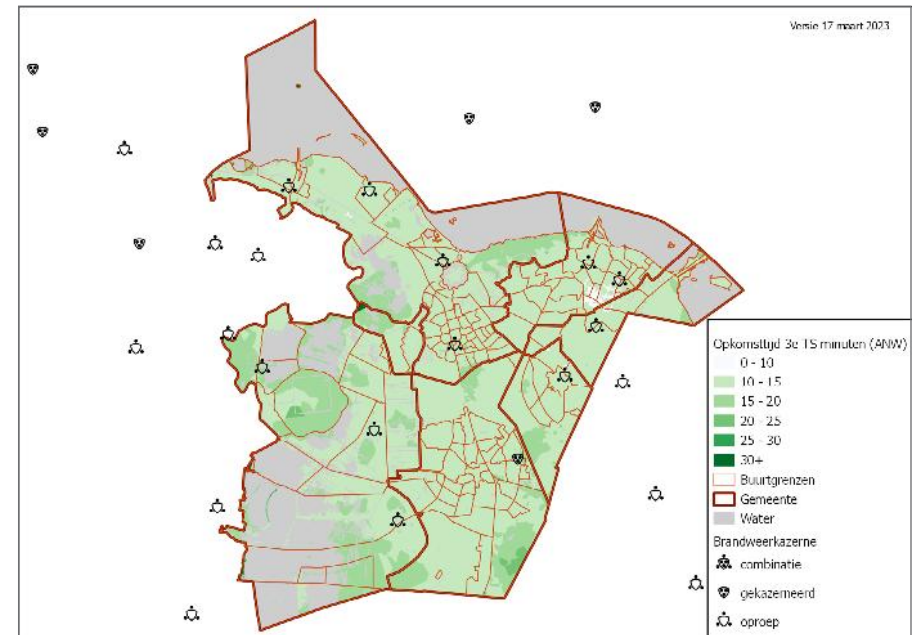 Versie 17 maart 2023
Opkomsttijd 3e TS minuten (ANW)
0 - 10
10 - 15
15 - 20
20 - 25
25 - 30
30+
Buurtgrenzen
Gemeente
Water
Brandweerkazerne
combinatie
gekazerneerd
oproep